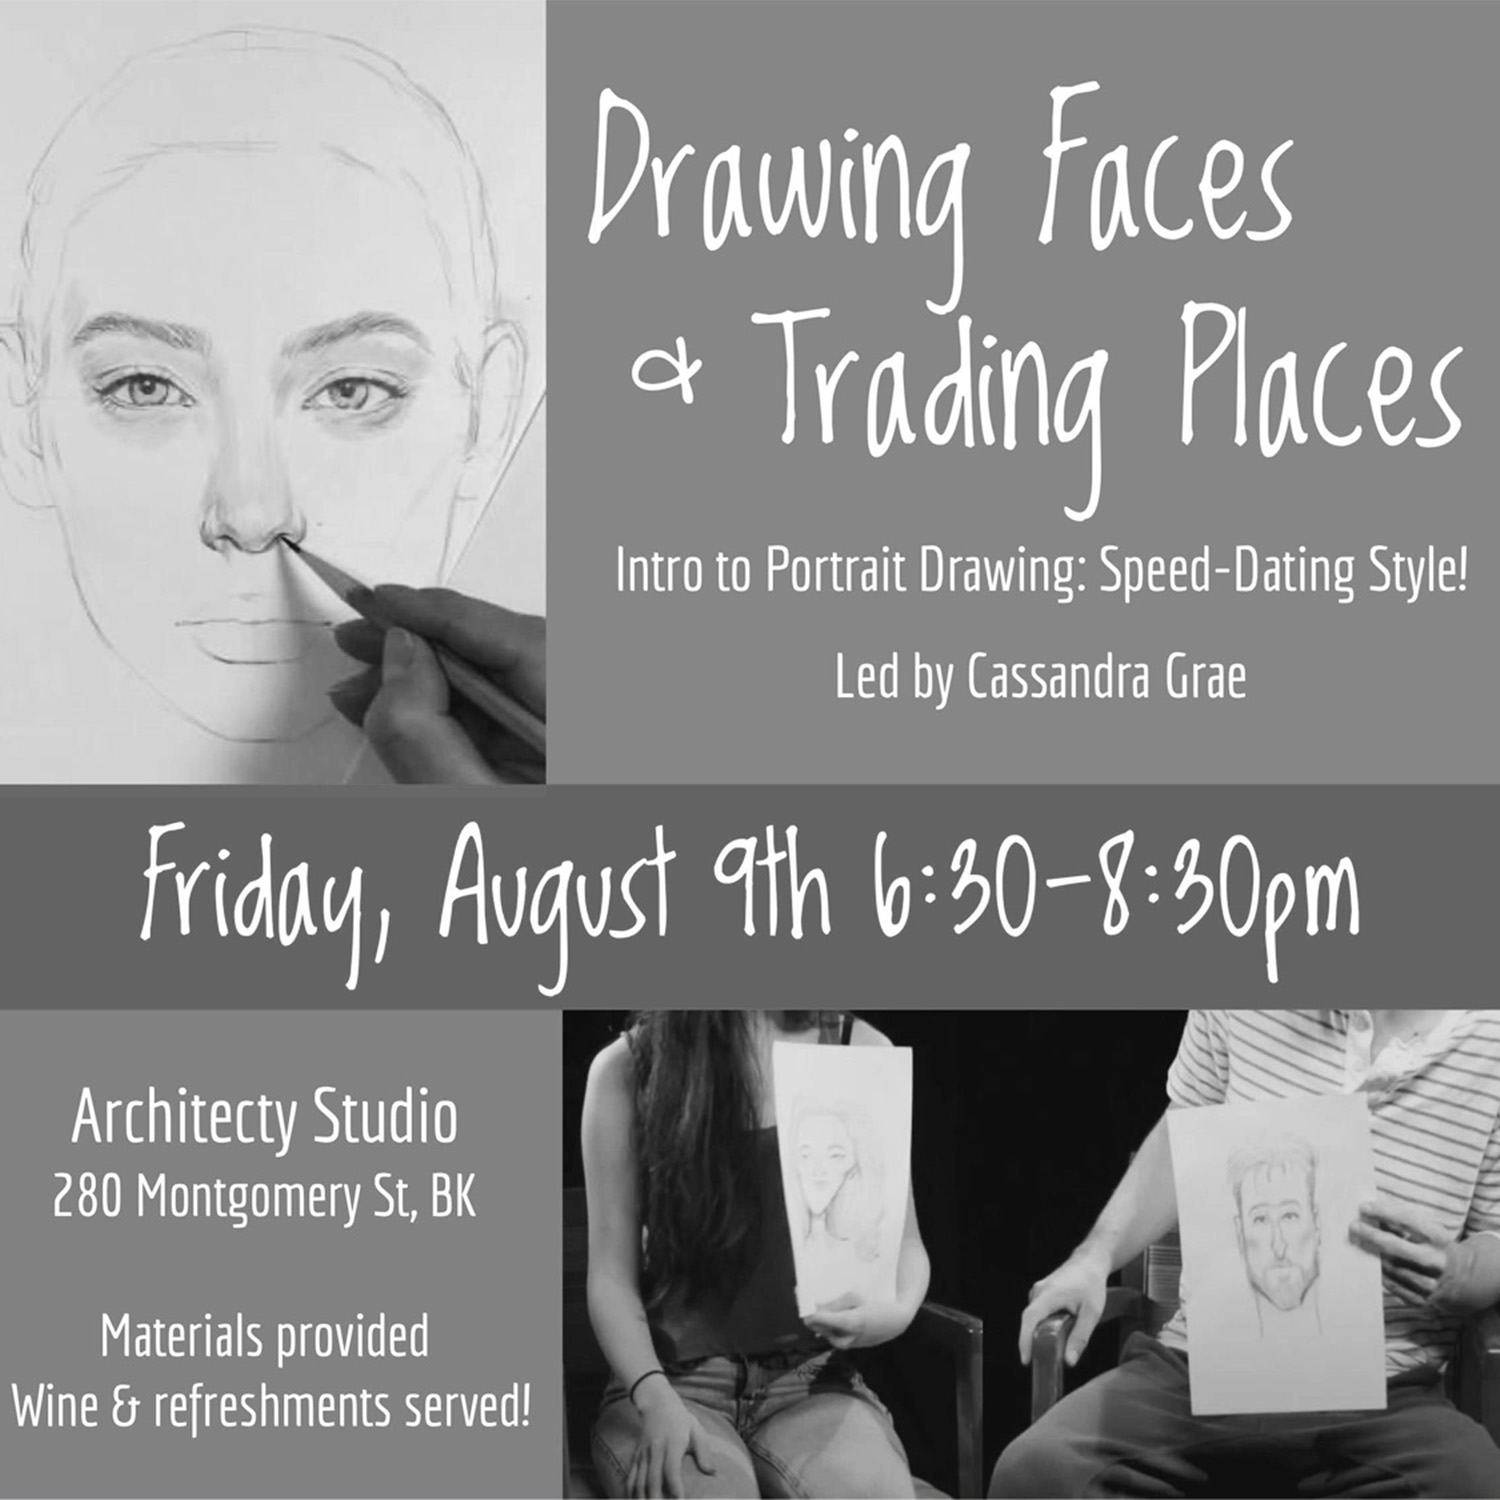 Drawing Faces
& Trading Places
Intro to Portrait Drawing: Speed-Dating Style!
Led by Cassandra Grae
Friday, August 9th 6:30-8:30pm
Architecty Studio
280 Montgomery St, BK
Materials provided
Wine & refreshments served!